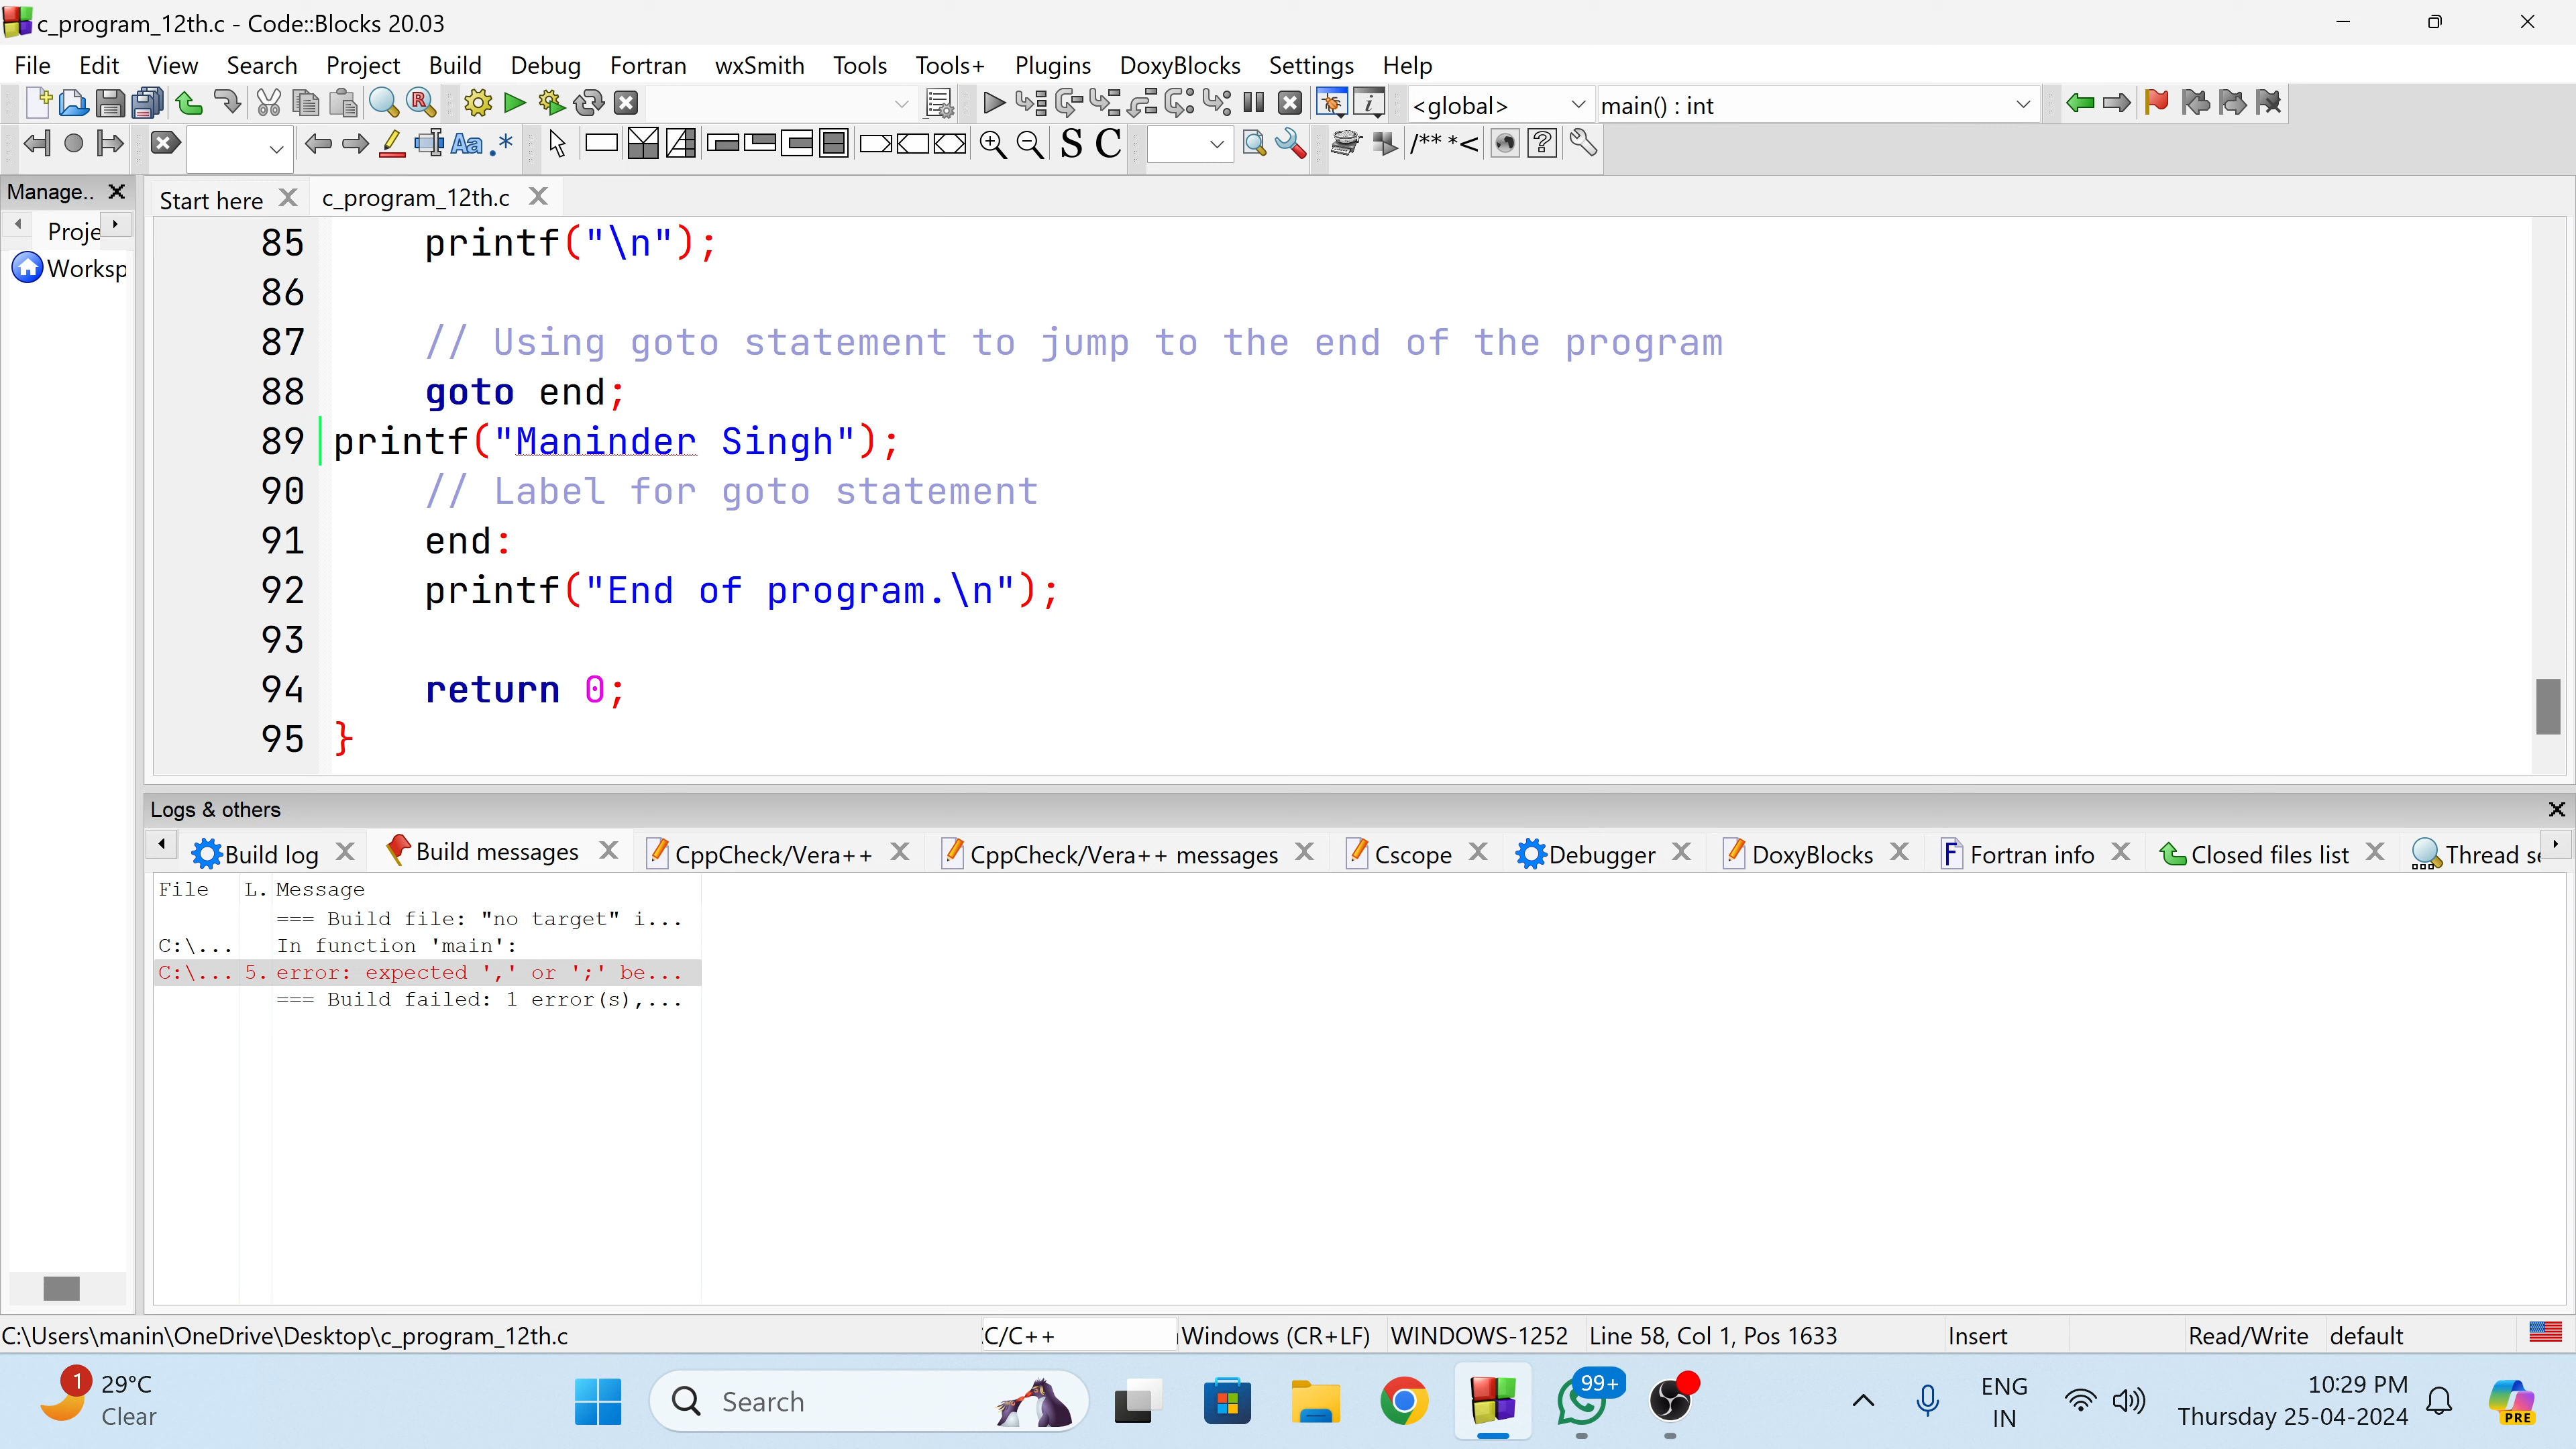 c_program_12th.c - Code::Blocks 20.03
File Edit View Search Project Build Debug Fortran wxSmith Tools Tools+ Plugins DoxyBlocks Settings Help
<global> main() : int
Aa .* S C /** *<
Manage.. Start here c_program_12th.c
Proje
Worksp
85 printf("\n");
86
87 // Using goto statement to jump to the end of the program
88 goto end;
89 printf("Maninder Singh");
90 // Label for goto statement
91 end:
92 printf("End of program.\n");
93
94 return 0;
95 }
Logs & others
Build log Build messages CppCheck/Vera++ CppCheck/Vera++ messages Cscope Debugger DoxyBlocks Fortran info Closed files list Thread se
File L. Message
=== Build file: "no target" i...
C:\... In function 'main':
C:\... 5. error: expected ',' or ';' be...
=== Build failed: 1 error(s),...
C:\Users\manin\OneDrive\Desktop\c_program_12th.c C/C++ Windows (CR+LF) WINDOWS-1252 Line 58, Col 1, Pos 1633 Insert Read/Write default
1 29°C
Clear
Search
99+
ENG
IN
10:29 PM
Thursday 25-04-2024
PRE